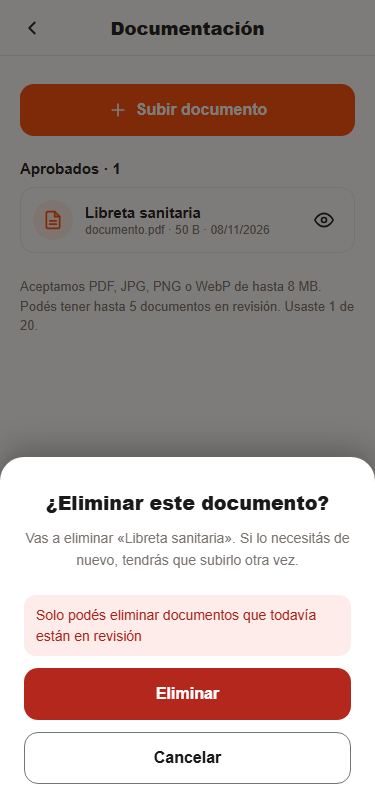 Documentación
Subir documento
Aprobados · 1
Libreta sanitaria
documento.pdf · 50 B · 08/11/2026
Aceptamos PDF, JPG, PNG o WebP de hasta 8 MB.
Podés tener hasta 5 documentos en revisión. Usaste 1 de
20.
¿Eliminar este documento?
Vas a eliminar «Libreta sanitaria». Si lo necesitás de
nuevo, tendrás que subirlo otra vez.
Solo podés eliminar documentos que todavía
están en revisión
Eliminar
Cancelar